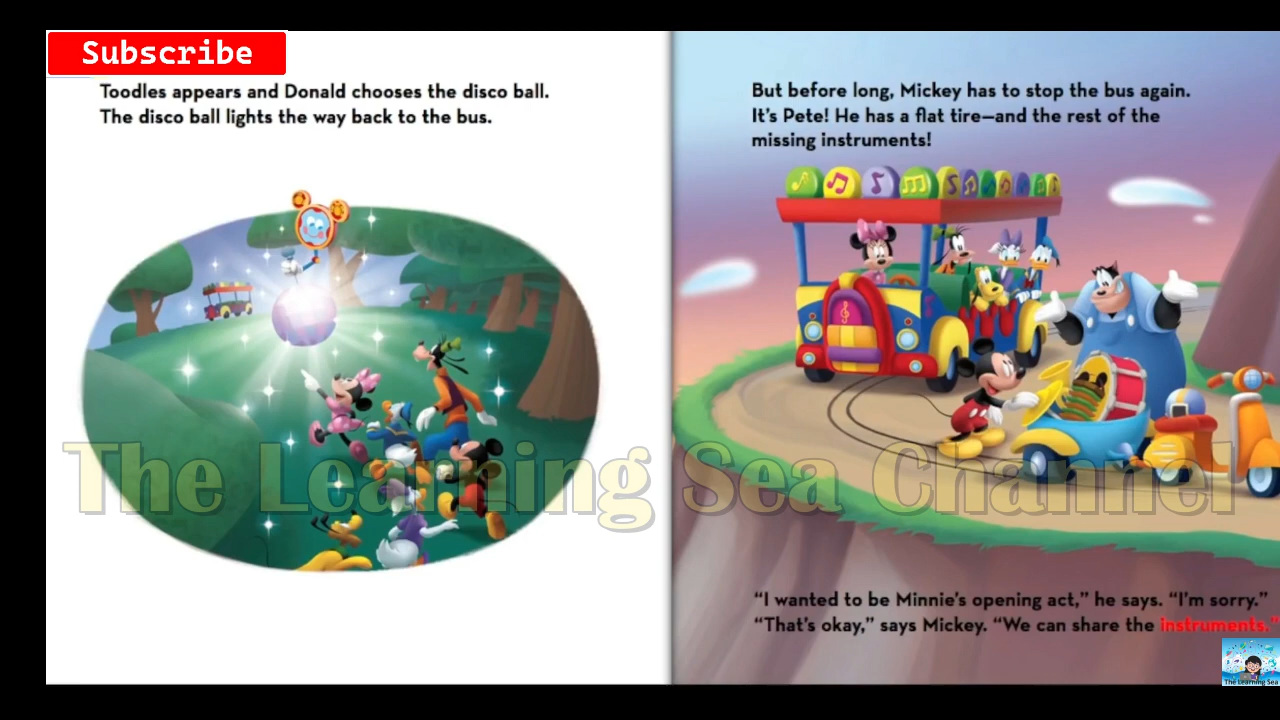 Subscribe
Toodles appears and Donald chooses the disco ball.
The disco ball lights the way back to the bus.
But before long, Mickey has to stop the bus again.
It's Pete! He has a flat tire—and the rest of the
missing instruments!
The Learning Sea Channel
“I wanted to be Minnie's opening act,” he says. “I'm sorry.”
“That's okay,” says Mickey. “We can share the instruments.”
The Learning Sea